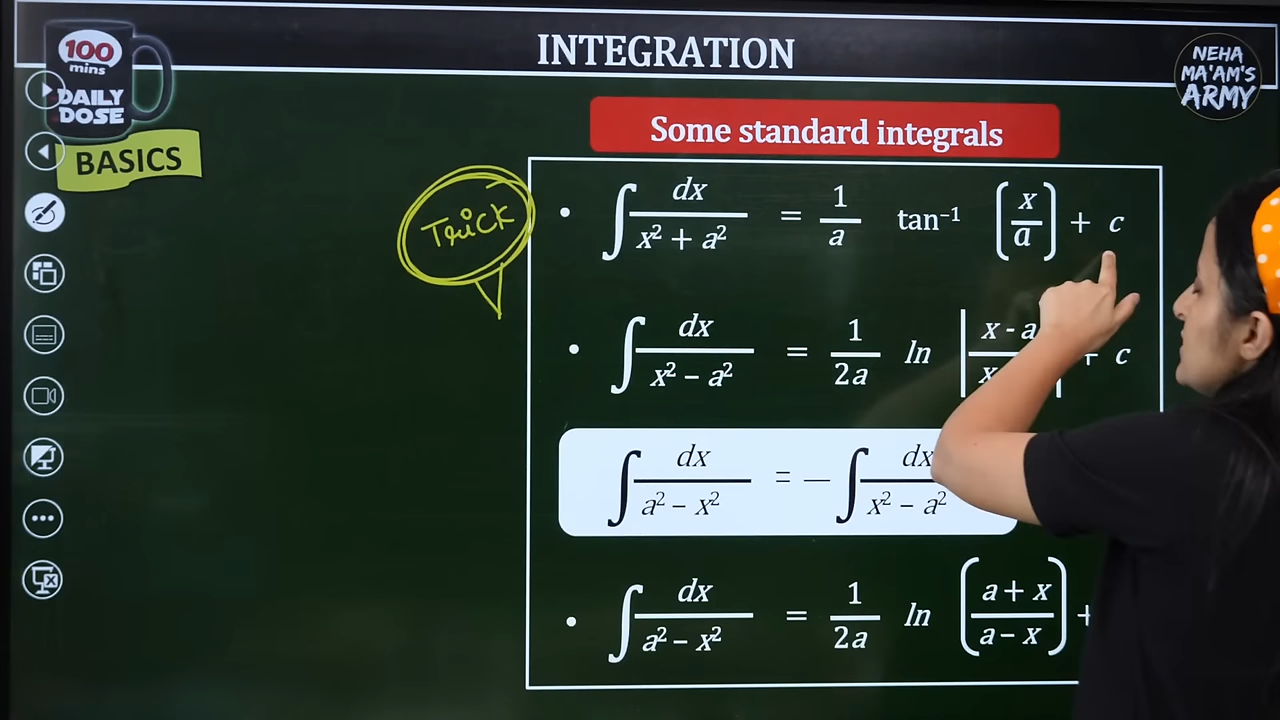 INTEGRATION
100
mins
DAILY
DOSE
NEHA
MA'AM'S
ARMY
BASICS
Some standard integrals
Trick
• ∫ dx / (x² + a²) = 1/a tan⁻¹ (x/a) + c
• ∫ dx / (x² – a²) = 1/2a ln |x - a / x + c
∫ dx / (a² – x²) = — ∫ dx / (x² – a²)
• ∫ dx / (a² – x²) = 1/2a ln (a + x / a – x) +